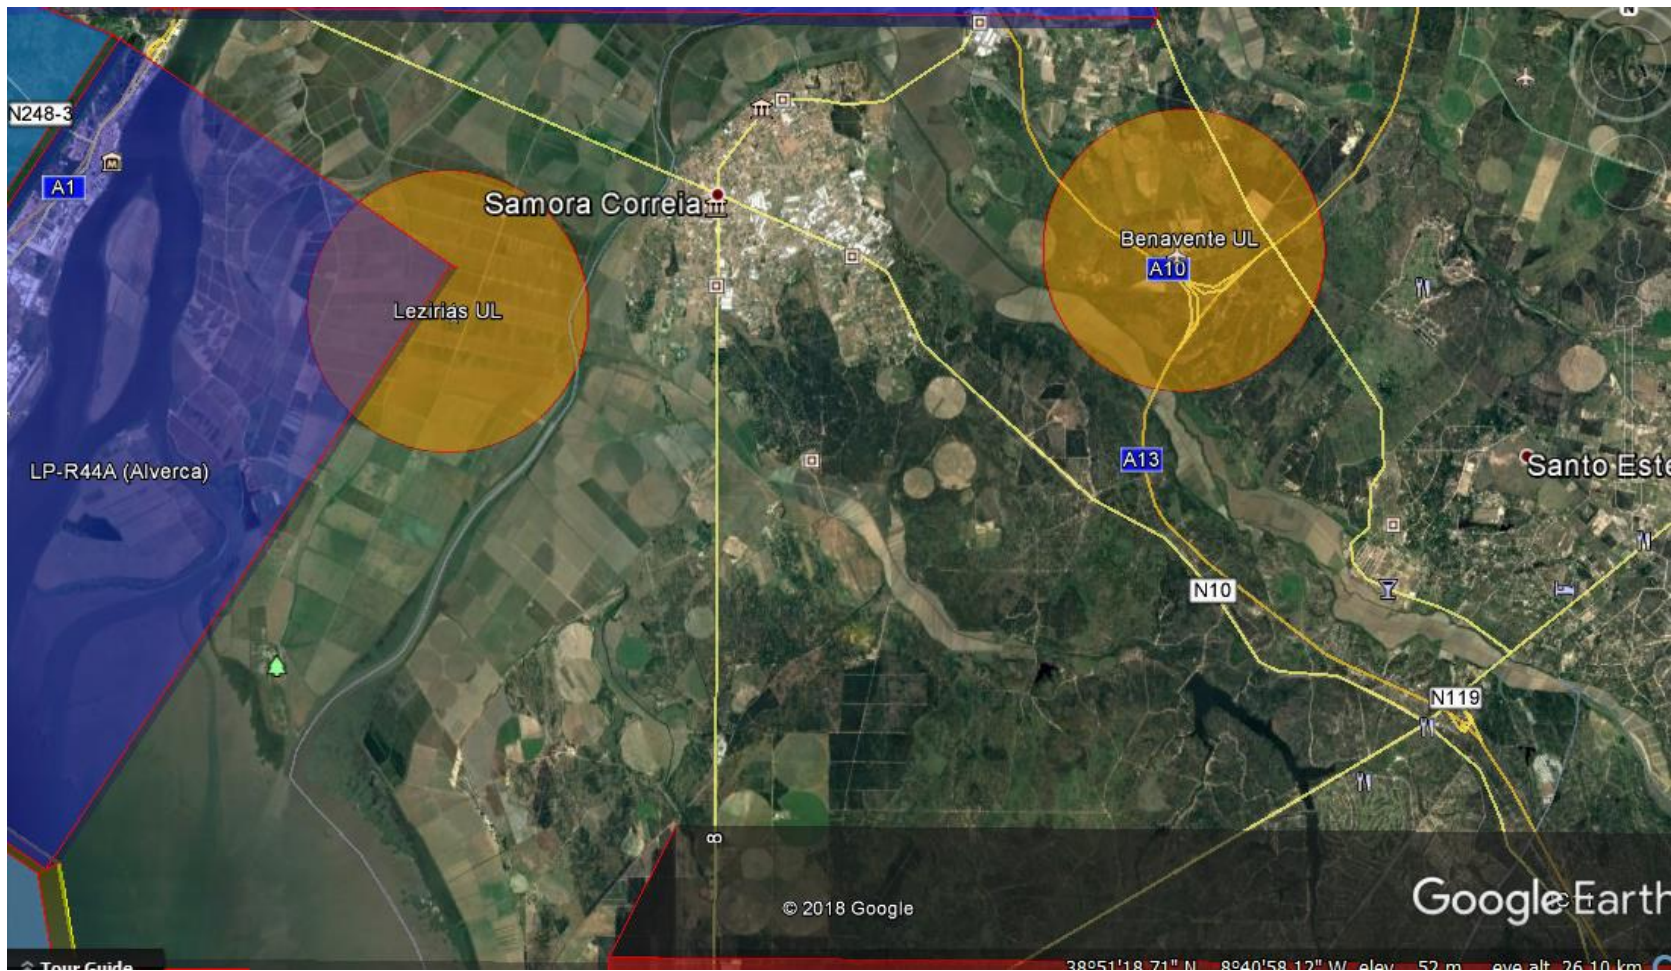 N
N248-3
A1
Samora Correia
Benavente UL
A10
Lezirias UL
A13
LP-R44A (Alverca)
Santo Este
N10
N119
8
Google Earth
© 2018 Google
Tour Guide
38°51'18.71" N 8°40'58.12" W elev 52 m eye alt 26.10 km